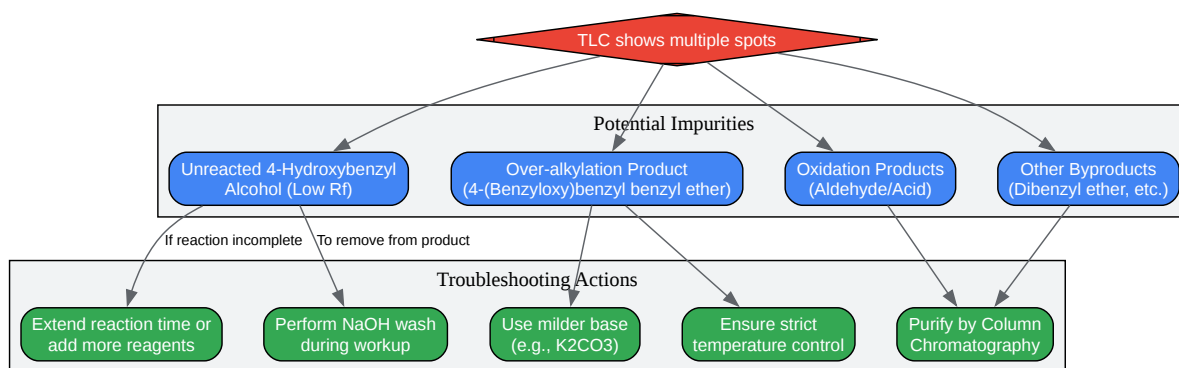 TLC shows multiple spots
Potential Impurities
Unreacted 4-Hydroxybenzyl
Alcohol (Low Rf)
Over-alkylation Product
(4-(Benzyloxy)benzyl benzyl ether)
Oxidation Products
(Aldehyde/Acid)
Other Byproducts
(Dibenzyl ether, etc.)
If reaction incomplete
To remove from product
Troubleshooting Actions
Extend reaction time or
add more reagents
Perform NaOH wash
during workup
Use milder base
(e.g., K2CO3)
Ensure strict
temperature control
Purify by Column
Chromatography